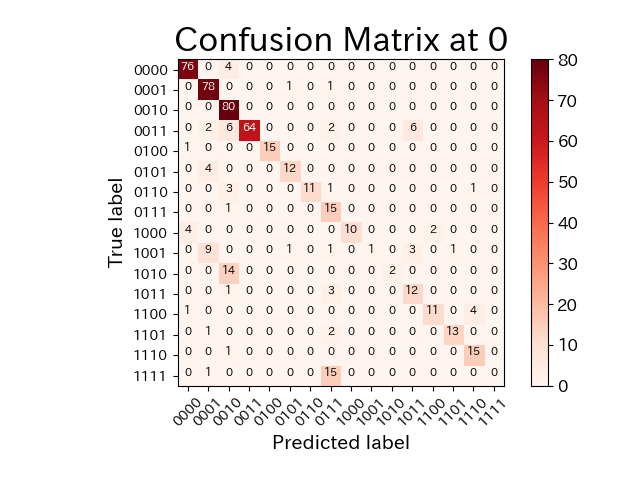 Confusion Matrix at 0
True label
0000 76 0 4 0 0 0 0 0 0 0 0 0 0 0 0 0
0001 0 78 0 0 0 1 0 1 0 0 0 0 0 0 0 0
0010 0 0 80 0 0 0 0 0 0 0 0 0 0 0 0 0
0011 0 2 6 64 0 0 0 2 0 0 0 6 0 0 0 0
0100 1 0 0 0 15 0 0 0 0 0 0 0 0 0 0 0
0101 0 4 0 0 0 12 0 0 0 0 0 0 0 0 0 0
0110 0 0 3 0 0 0 11 1 0 0 0 0 0 0 1 0
0111 0 0 1 0 0 0 0 15 0 0 0 0 0 0 0 0
1000 4 0 0 0 0 0 0 0 10 0 0 0 2 0 0 0
1001 0 9 0 0 0 1 0 1 0 1 0 3 0 1 0 0
1010 0 0 14 0 0 0 0 0 0 0 2 0 0 0 0 0
1011 0 0 1 0 0 0 0 3 0 0 0 12 0 0 0 0
1100 1 0 0 0 0 0 0 0 0 0 0 0 11 0 4 0
1101 0 1 0 0 0 0 0 2 0 0 0 0 0 13 0 0
1110 0 0 1 0 0 0 0 0 0 0 0 0 0 0 15 0
1111 0 1 0 0 0 0 0 15 0 0 0 0 0 0 0 0
0000 0001 0010 0011 0100 0101 0110 0111 1000 1001 1010 1011 1100 1101 1110 1111
Predicted label
80
70
60
50
40
30
20
10
0